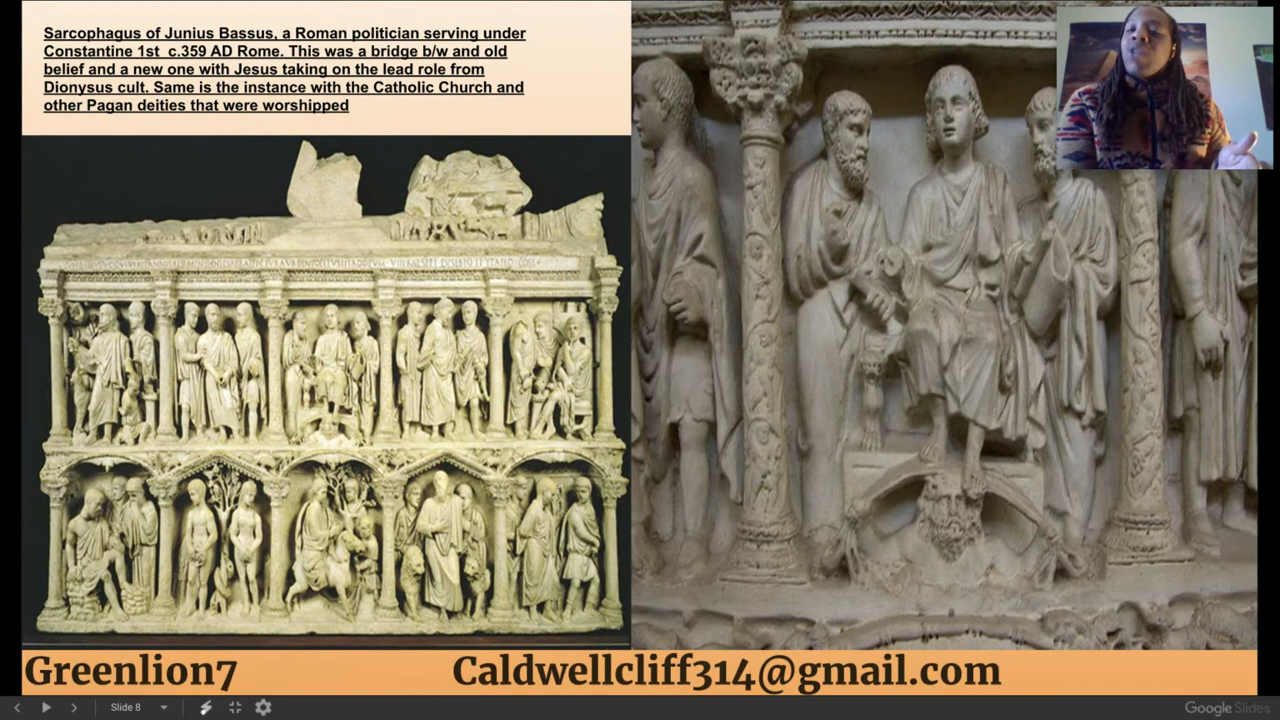 Sarcophagus of Junius Bassus, a Roman politician serving under
Constantine 1st  c.359 AD Rome. This was a bridge b/w and old
belief and a new one with Jesus taking on the lead role from
Dionysus cult. Same is the instance with the Catholic Church and
other Pagan deities that were worshipped
Greenlion7
Caldwellcliff314@gmail.com
Slide 8
Google Slides